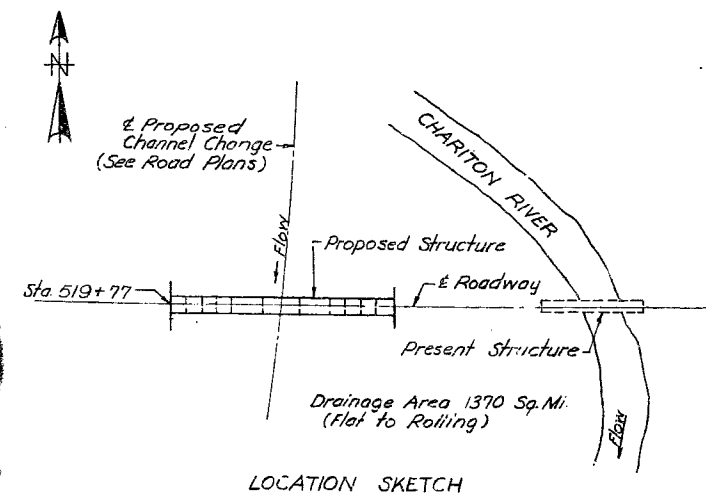 N
℄ Proposed
Channel Change
(See Road Plans)
CHARITON RIVER
Flow
Proposed Structure
Sta. 519+77
℄ Roadway
Present Structure
Drainage Area 1370 Sq. Mi.
(Flat to Rolling)
Flow
LOCATION SKETCH